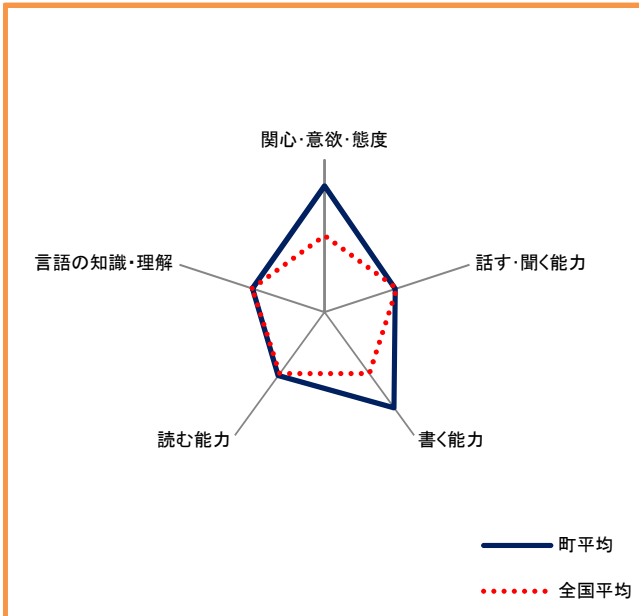 関心・意欲・態度
言語の知識・理解
話す・聞く能力
読む能力
書く能力
町平均
全国平均